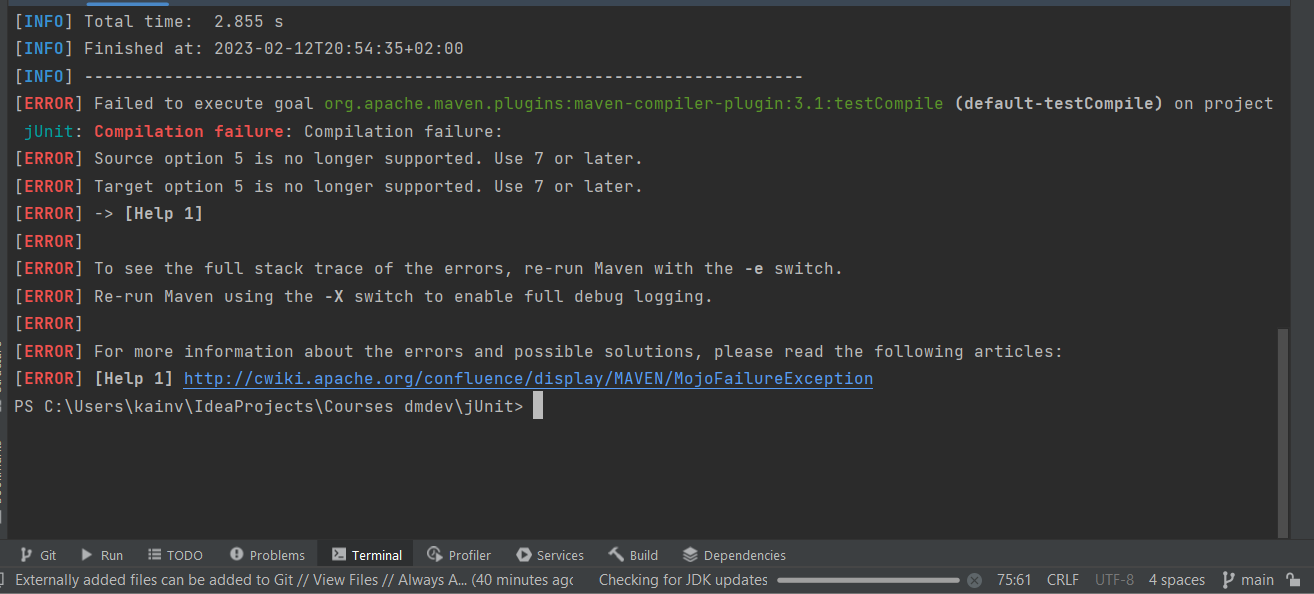 [INFO] Total time:  2.855 s
[INFO] Finished at: 2023-02-12T20:54:35+02:00
[INFO] ------------------------------------------------------------------------
[ERROR] Failed to execute goal org.apache.maven.plugins:maven-compiler-plugin:3.1:testCompile (default-testCompile) on project
jUnit: Compilation failure: Compilation failure:
[ERROR] Source option 5 is no longer supported. Use 7 or later.
[ERROR] Target option 5 is no longer supported. Use 7 or later.
[ERROR] -> [Help 1]
[ERROR]
[ERROR] To see the full stack trace of the errors, re-run Maven with the -e switch.
[ERROR] Re-run Maven using the -X switch to enable full debug logging.
[ERROR]
[ERROR] For more information about the errors and possible solutions, please read the following articles:
[ERROR] [Help 1] http://cwiki.apache.org/confluence/display/MAVEN/MojoFailureException
PS C:\Users\kainv\IdeaProjects\Courses dmdev\jUnit>
Git Run TODO Problems Terminal Profiler Services Build Dependencies
Externally added files can be added to Git // View Files // Always A... (40 minutes agc Checking for JDK updates 75:61 CRLF UTF-8 4 spaces main